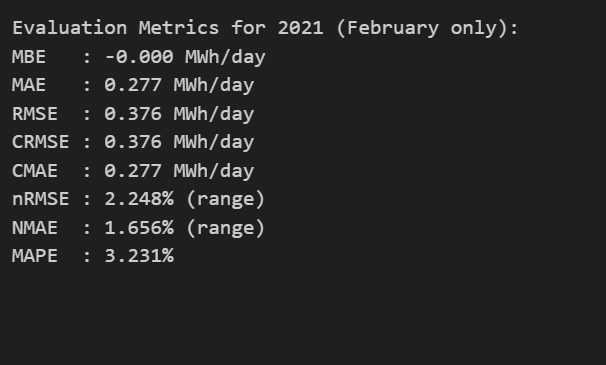 Evaluation Metrics for 2021 (February only):
MBE   : -0.000 MWh/day
MAE   : 0.277 MWh/day
RMSE  : 0.376 MWh/day
CRMSE : 0.376 MWh/day
CMAE  : 0.277 MWh/day
nRMSE : 2.248% (range)
NMAE  : 1.656% (range)
MAPE  : 3.231%